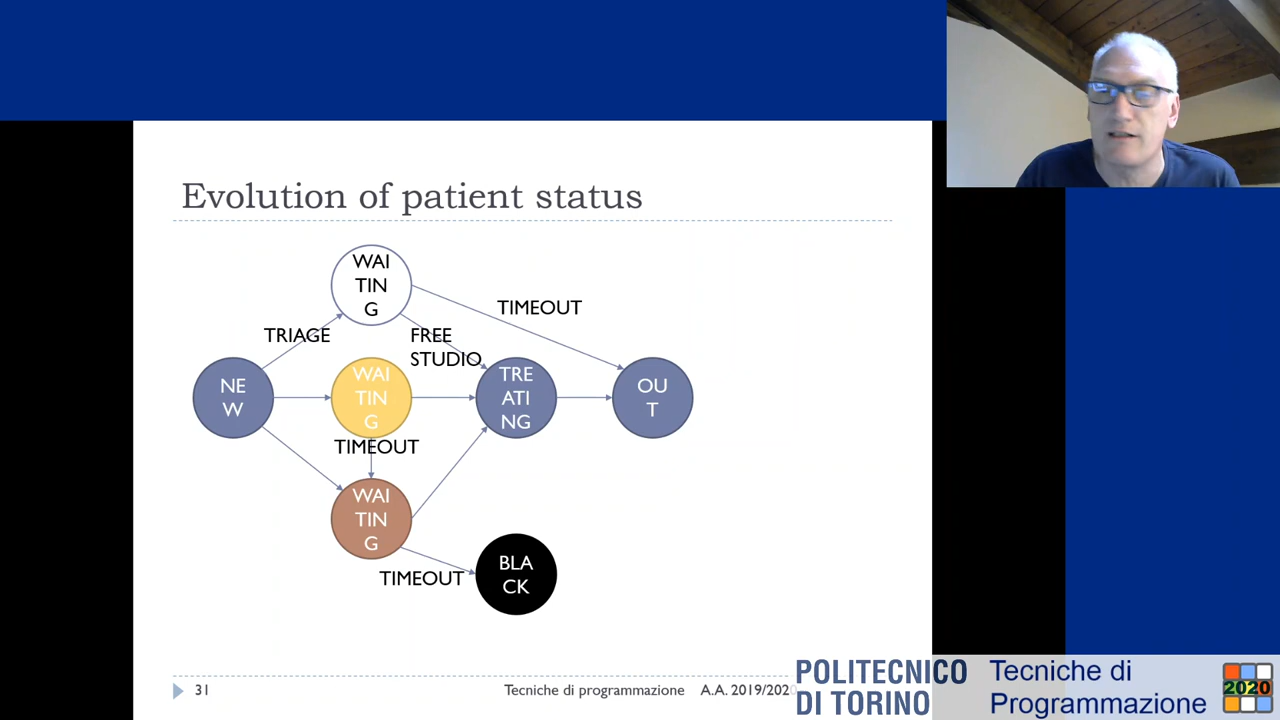 Evolution of patient status
WAI
TIN
G
TIMEOUT
TRIAGE
FREE
STUDIO
NE
W
WAI
TIN
G
TRE
ATI
NG
OU
T
TIMEOUT
WAI
TIN
G
BLA
CK
TIMEOUT
31
Tecniche di programmazione A.A. 2019/2020
POLITECNICO
DI TORINO
Tecniche di
Programmazione
2020